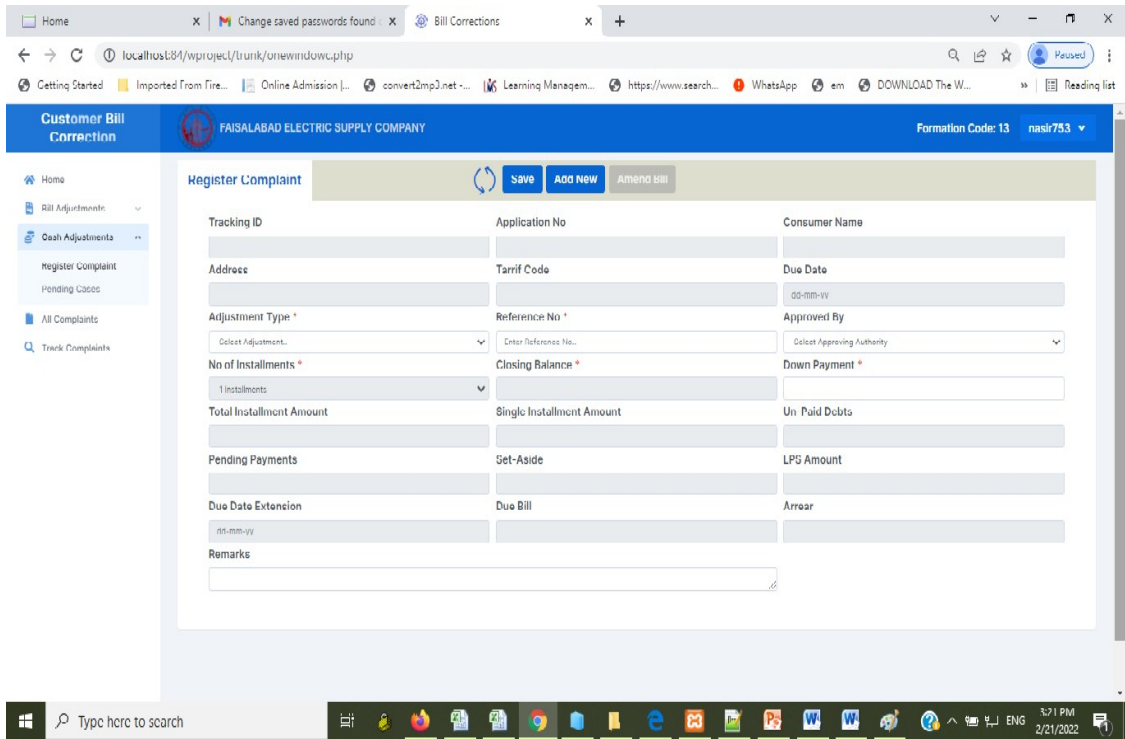 Home x Change saved passwords found x Bill Corrections x +
localhost:84/wproject/trunk/onewindowc.php Paused
Getting Started Imported From Fire... Online Admission |... convert2mp3.net -... Learning Managem... https://www.search... WhatsApp em DOWNLOAD The W... » Reading list
Customer Bill
Correction
FAISALABAD ELECTRIC SUPPLY COMPANY Formation Code: 13 nasir753
Home
Bill Adjustments
Cash Adjustments
Register Complaint
Pending Cases
All Complaints
Track Complaints
Register Complaint Save Add New Amend Bill
Tracking ID Application No Consumer Name
Address Tarrif Code Due Date
dd-mm-yy
Adjustment Type * Reference No * Approved By
Select Adjustment.. Enter Reference No.. Select Approving Authority
No of Installments * Closing Balance * Down Payment *
1 Installments
Total Installment Amount Single Installment Amount Un-Paid Debts
Pending Payments Set-Aside LPS Amount
Due Date Extension Due Bill Arrear
dd-mm-yy
Remarks
Type here to search ENG 3:21 PM
2/21/2022